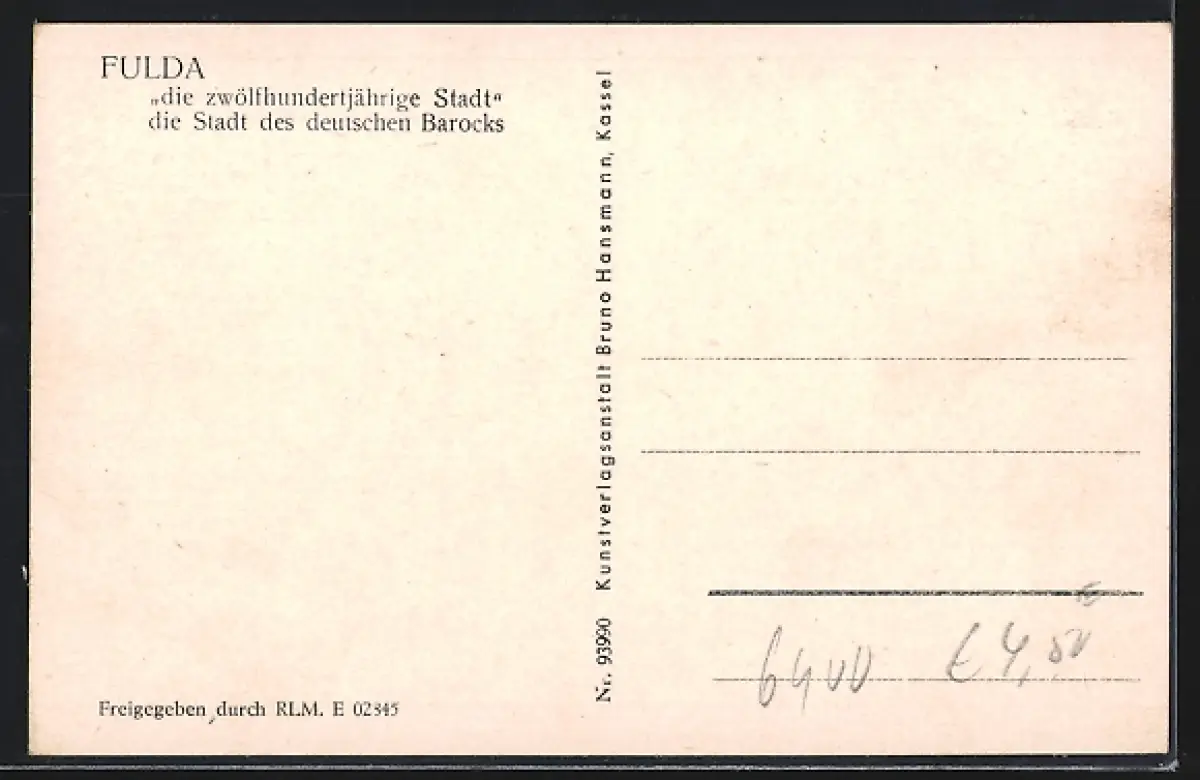 FULDA
„die zwölfhundertjährige Stadt“
die Stadt des deutschen Barocks
Nr. 93990 Kunstverlagsanstalt Bruno Hansmann, Kassel
Freigegeben durch RLM. E 02345
6400
€ 4,50